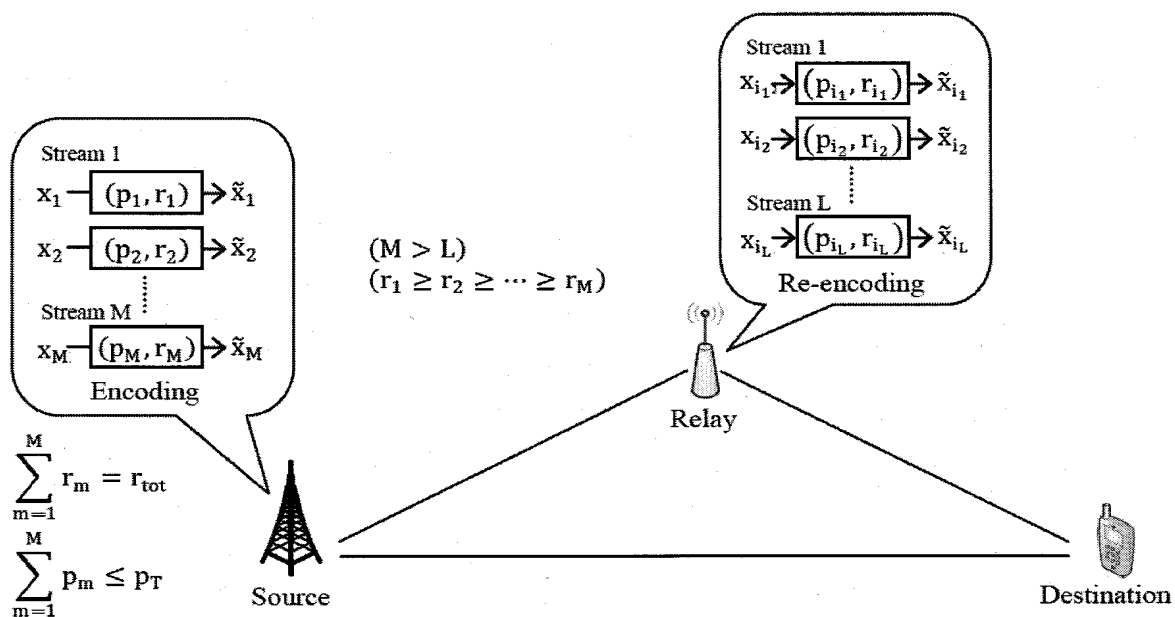 Stream 1
x₁ (p₁, r₁) x̃₁
x₂ (p₂, r₂) x̃₂
Stream M
x_M (p_M, r_M) x̃_M
Encoding
∑_{m=1}^{M} r_m = r_tot
∑_{m=1}^{M} p_m ≤ p_T
Source
(M > L)
(r₁ ≥ r₂ ≥ ⋯ ≥ r_M)
Stream 1
x_{i₁} (p_{i₁}, r_{i₁}) x̃_{i₁}
x_{i₂} (p_{i₂}, r_{i₂}) x̃_{i₂}
Stream L
x_{i_L} (p_{i_L}, r_{i_L}) x̃_{i_L}
Re-encoding
Relay
Destination